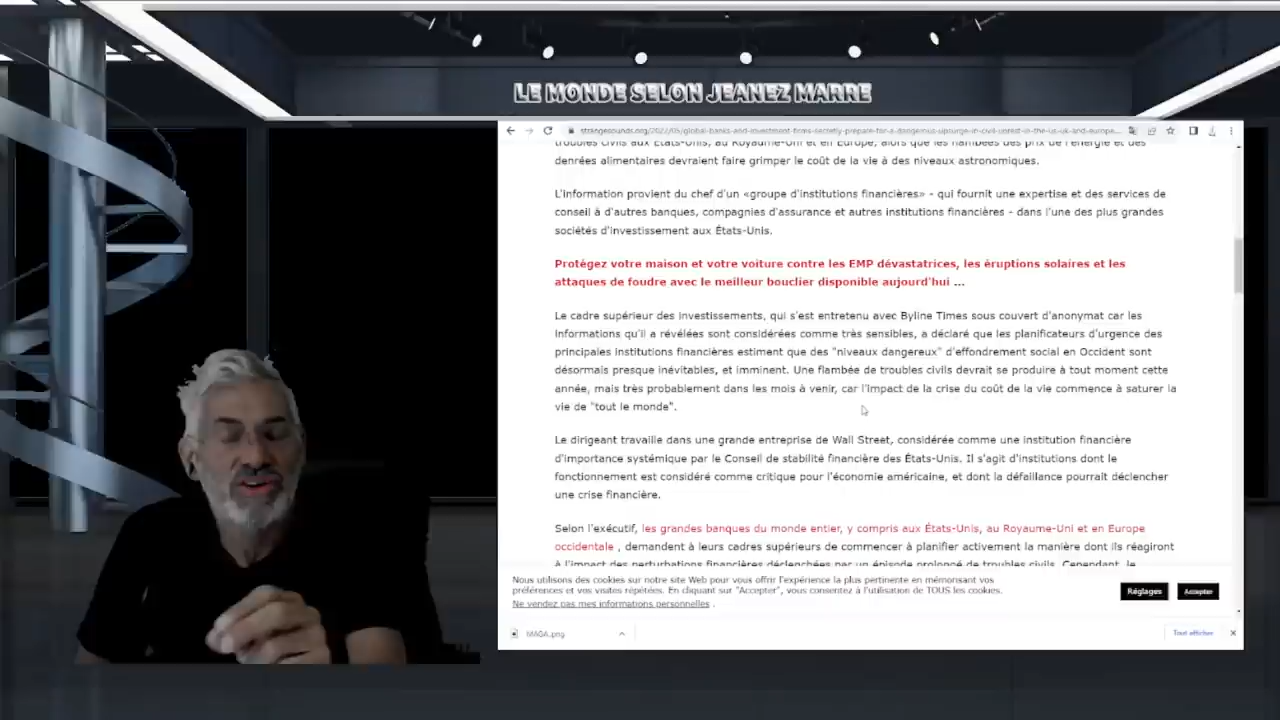 LE MONDE SELON JEANEZ MARRE
strangesounds.org/2022/05/global-banks-and-investment-firms-secretly-prepare-for-a-dangerous-upsurge-in-civil-unrest-in-the-us-uk-and-europe...
troubles civils aux États-Unis, au Royaume-Uni et en Europe, alors que les flambées des prix de l'énergie et des
denrées alimentaires devraient faire grimper le coût de la vie à des niveaux astronomiques.
L'information provient du chef d'un «groupe d'institutions financières» - qui fournit une expertise et des services de
conseil à d'autres banques, compagnies d'assurance et autres institutions financières - dans l'une des plus grandes
sociétés d'investissement aux États-Unis.
Protégez votre maison et votre voiture contre les EMP dévastatrices, les éruptions solaires et les
attaques de foudre avec le meilleur bouclier disponible aujourd'hui ...
Le cadre supérieur des investissements, qui s'est entretenu avec Byline Times sous couvert d'anonymat car les
informations qu'il a révélées sont considérées comme très sensibles, a déclaré que les planificateurs d'urgence des
principales institutions financières estiment que des "niveaux dangereux" d'effondrement social en Occident sont
désormais presque inévitables, et imminent. Une flambée de troubles civils devrait se produire à tout moment cette
année, mais très probablement dans les mois à venir, car l'impact de la crise du coût de la vie commence à saturer la
vie de "tout le monde".
Le dirigeant travaille dans une grande entreprise de Wall Street, considérée comme une institution financière
d'importance systémique par le Conseil de stabilité financière des États-Unis. Il s'agit d'institutions dont le
fonctionnement est considéré comme critique pour l'économie américaine, et dont la défaillance pourrait déclencher
une crise financière.
Selon l'exécutif, les grandes banques du monde entier, y compris aux États-Unis, au Royaume-Uni et en Europe
occidentale , demandent à leurs cadres supérieurs de commencer à planifier activement la manière dont ils réagiront
à l'impact des perturbations financières déclenchées par un épisode prolongé de troubles civils. Cependant, le
Nous utilisons des cookies sur notre site Web pour vous offrir l'expérience la plus pertinente en mémorisant vos
préférences et vos visites répétées. En cliquant sur "Accepter", vous consentez à l'utilisation de TOUS les cookies.
Ne vendez pas mes informations personnelles .
Réglages
Accepter
MAGA.png
Tout afficher